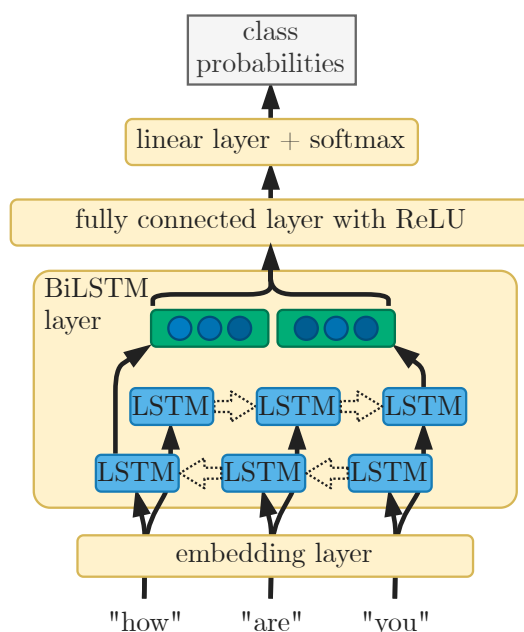 class
probabilities
linear layer + softmax
fully connected layer with ReLU
BiLSTM
layer
LSTM LSTM LSTM
LSTM LSTM LSTM
embedding layer
"how" "are" "you"